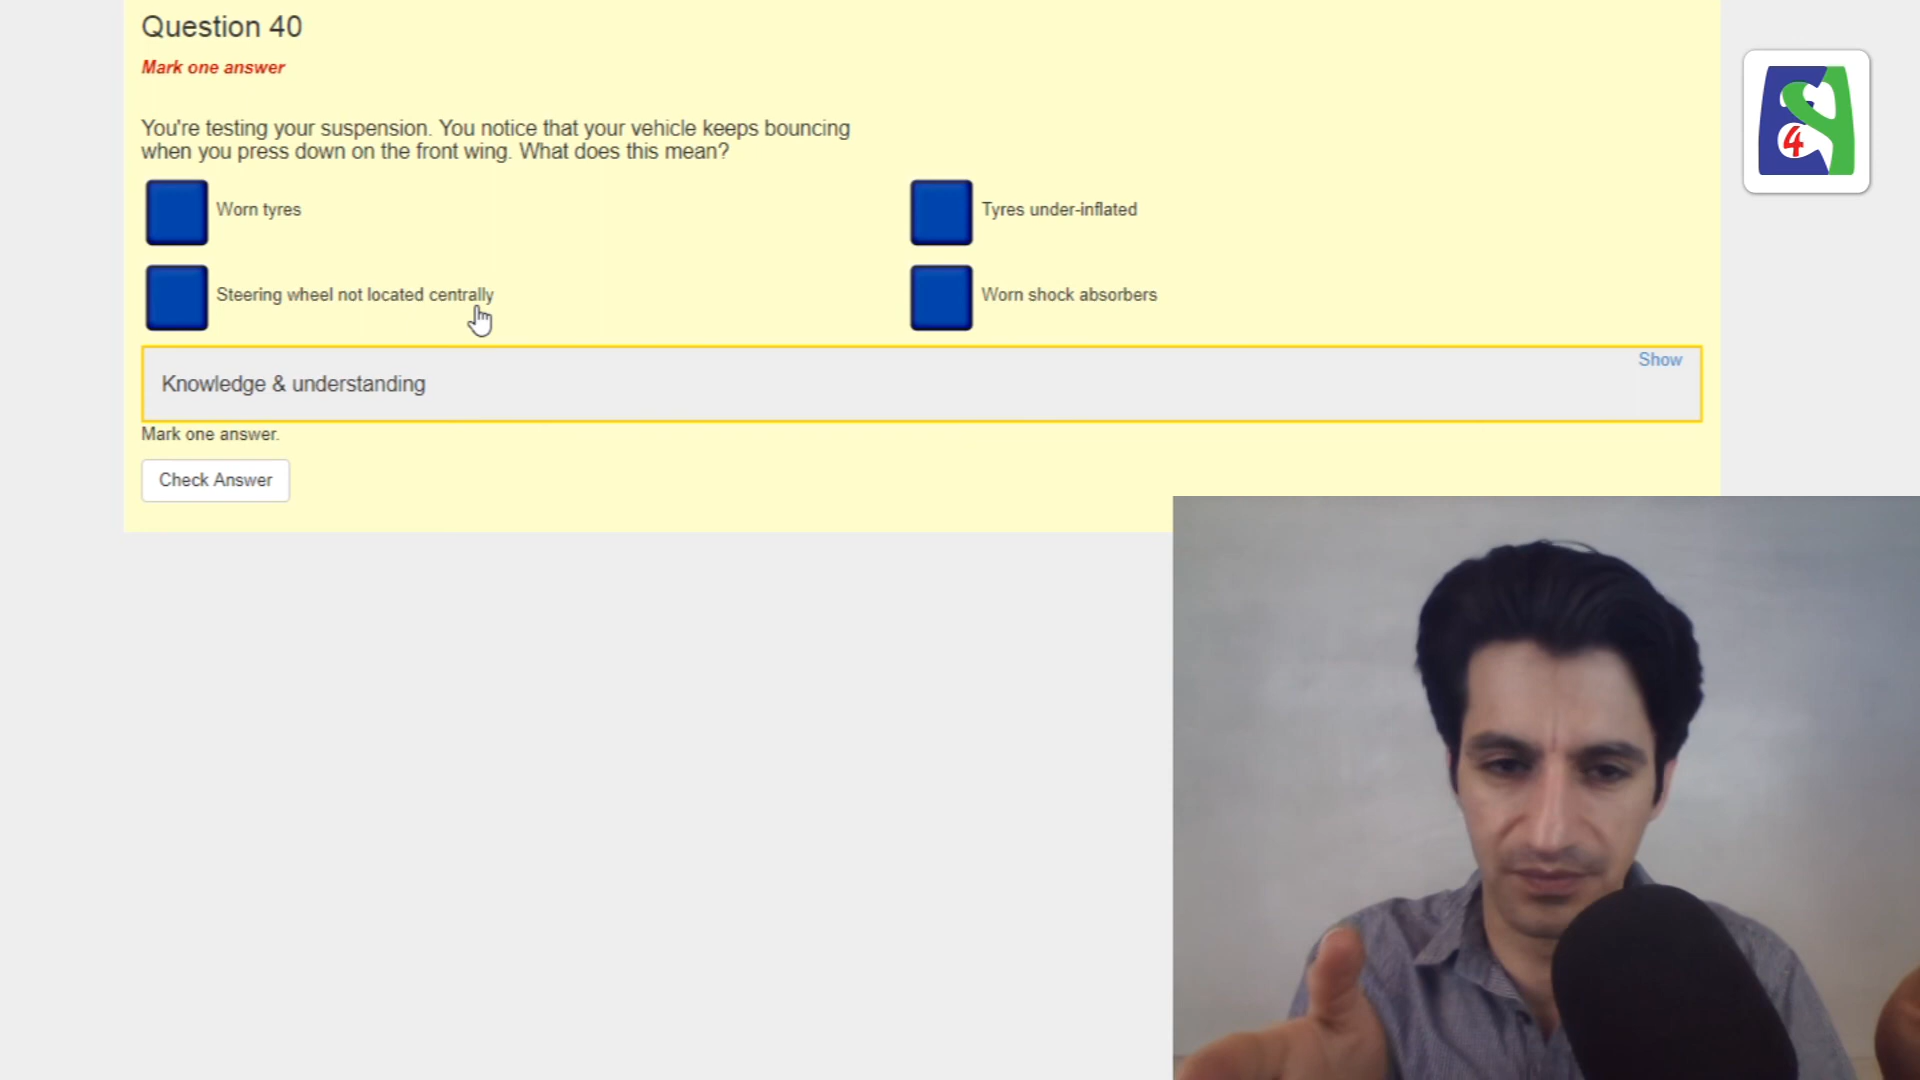 Question 40
Mark one answer
You're testing your suspension. You notice that your vehicle keeps bouncing
when you press down on the front wing. What does this mean?
Worn tyres
Tyres under-inflated
Steering wheel not located centrally
Worn shock absorbers
Show
Knowledge & understanding
Mark one answer.
Check Answer
4